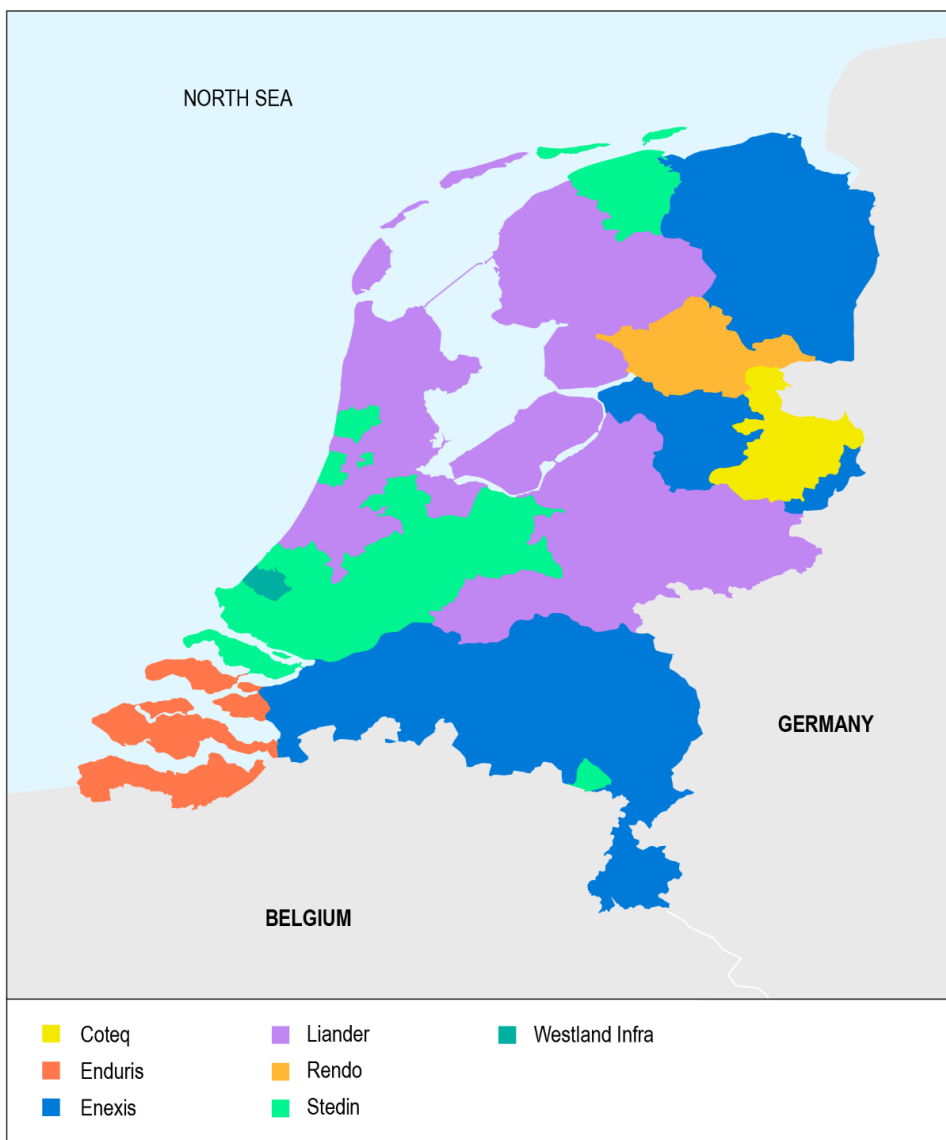 NORTH SEA
GERMANY
BELGIUM
Coteq
Enduris
Enexis
Liander
Rendo
Stedin
Westland Infra